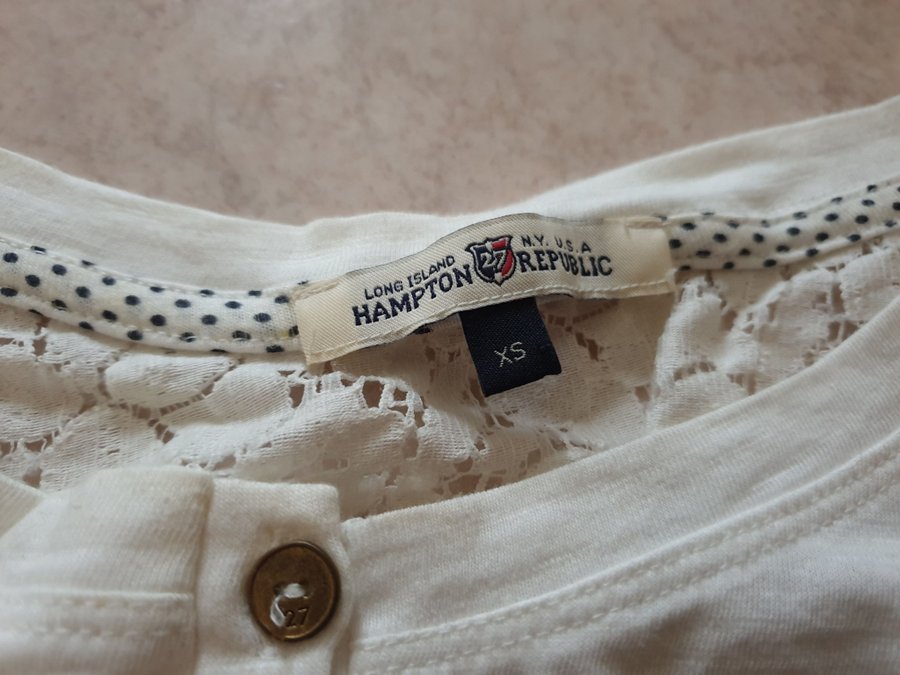 LONG ISLAND N.Y. U.S.A
HAMPTON 27 REPUBLIC
XS
27